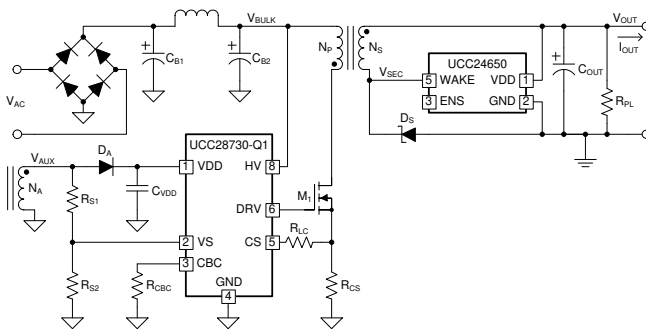 V_BULK
N_P
N_S
V_OUT
I_OUT
+
C_B1
+
C_B2
UCC24650
V_SEC
5 WAKE VDD 1
3 ENS GND 2
+
C_OUT
R_PL
V_AC
D_S
UCC28730-Q1
V_AUX
D_A
1 VDD HV 8
N_A
R_S1
C_VDD
M_1
DRV 6
2 VS CS 5
R_LC
3 CBC
R_S2
R_CBC
GND
4
R_CS